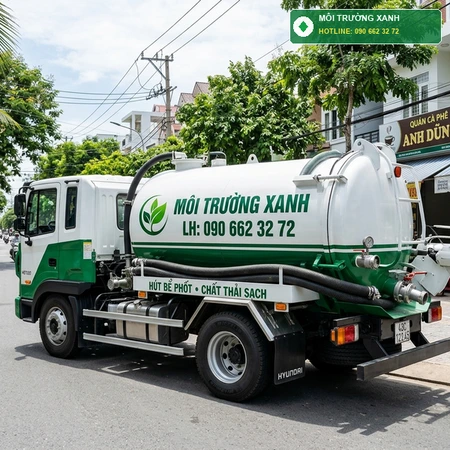 MÔI TRƯỜNG XANH
HOTLINE: 090 662 32 72
QUÁN CÀ PHÊ
ANH DŨNG
MÔI TRƯỜNG XANH
LH: 090 662 32 72
HÚT BỂ PHỐT - CHẤT THẢI SẠCH
HYUNDAI